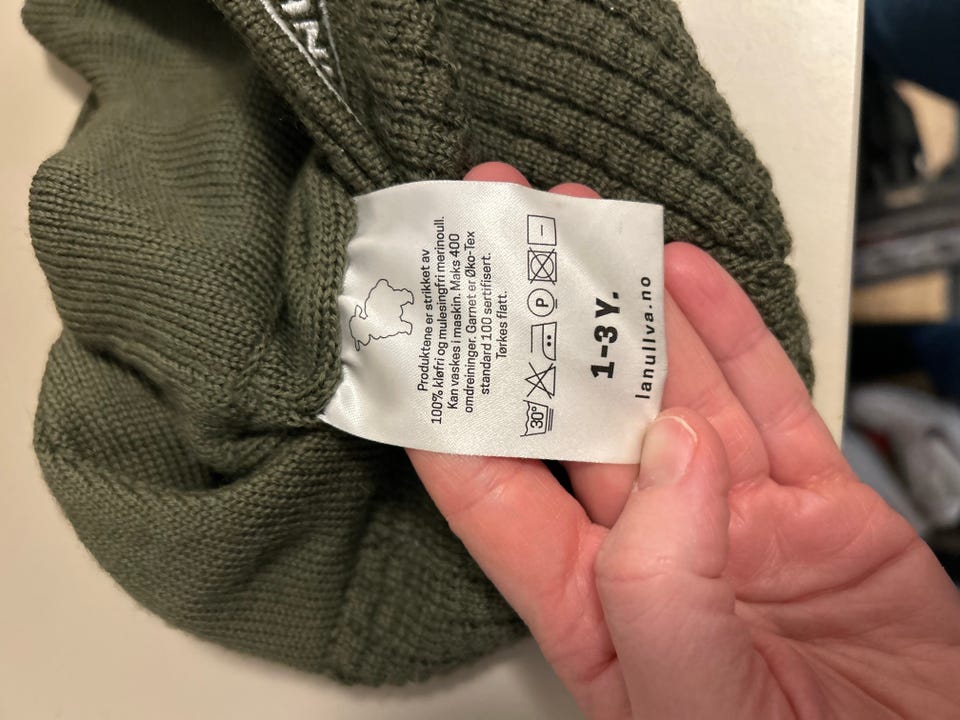 Produktene er strikket av
100% kløfri og mulesingfri merinoull.
Kan vaskes i maskin. Maks 400
omdreininger. Garnet er Øko-Tex
standard 100 sertifisert.
Tørkes flatt.
30° P
1-3 Y.
lanullva.no